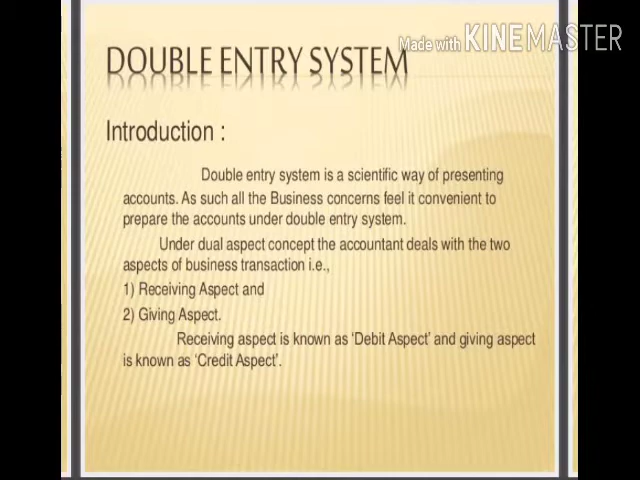 Made with KINEMASTER
DOUBLE ENTRY SYSTEM
Introduction :
Double entry system is a scientific way of presenting
accounts. As such all the Business concerns feel it convenient to
prepare the accounts under double entry system.
Under dual aspect concept the accountant deals with the two
aspects of business transaction i.e.,
1) Receiving Aspect and
2) Giving Aspect.
Receiving aspect is known as ‘Debit Aspect’ and giving aspect
is known as ‘Credit Aspect’.